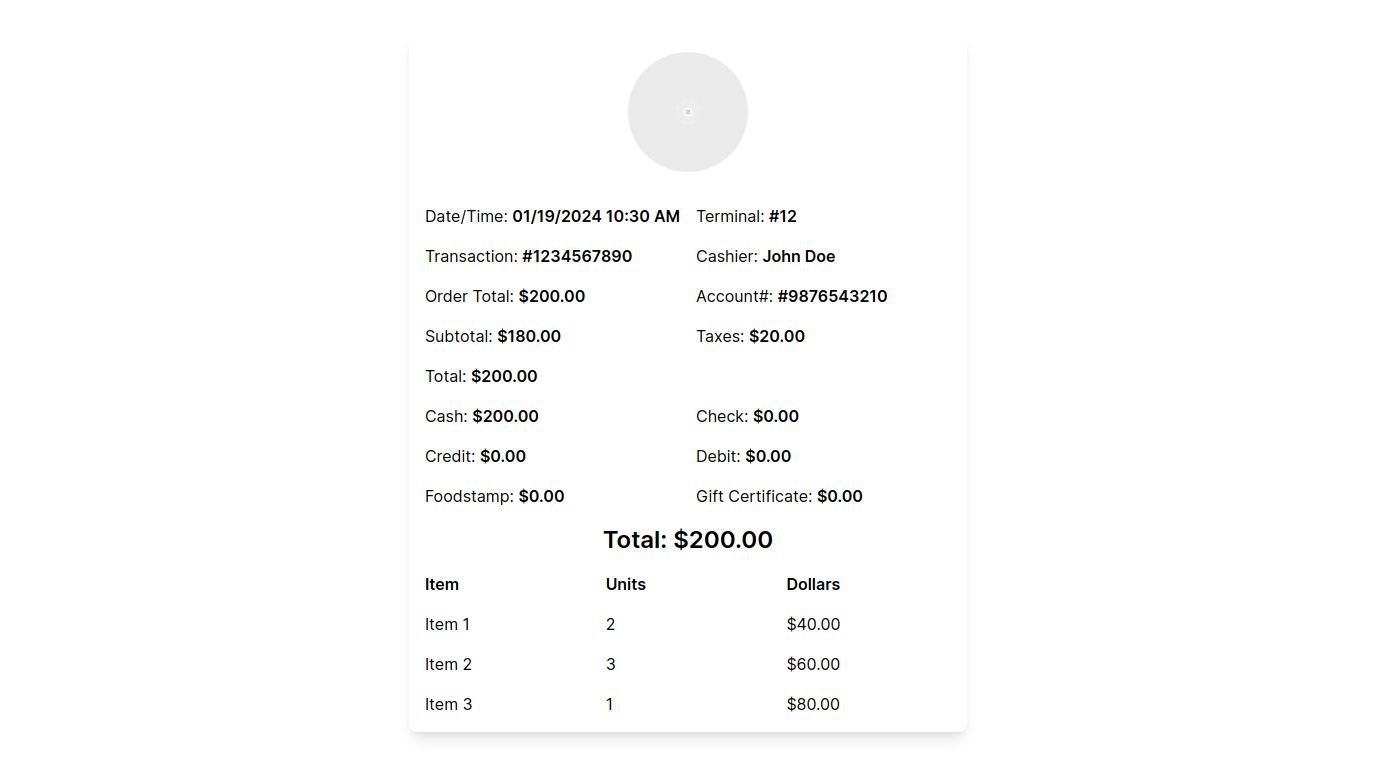 Date/Time: 01/19/2024 10:30 AM Terminal: #12
Transaction: #1234567890 Cashier: John Doe
Order Total: $200.00 Account#: #9876543210
Subtotal: $180.00 Taxes: $20.00
Total: $200.00
Cash: $200.00 Check: $0.00
Credit: $0.00 Debit: $0.00
Foodstamp: $0.00 Gift Certificate: $0.00
Total: $200.00
Item Units Dollars
Item 1 2 $40.00
Item 2 3 $60.00
Item 3 1 $80.00